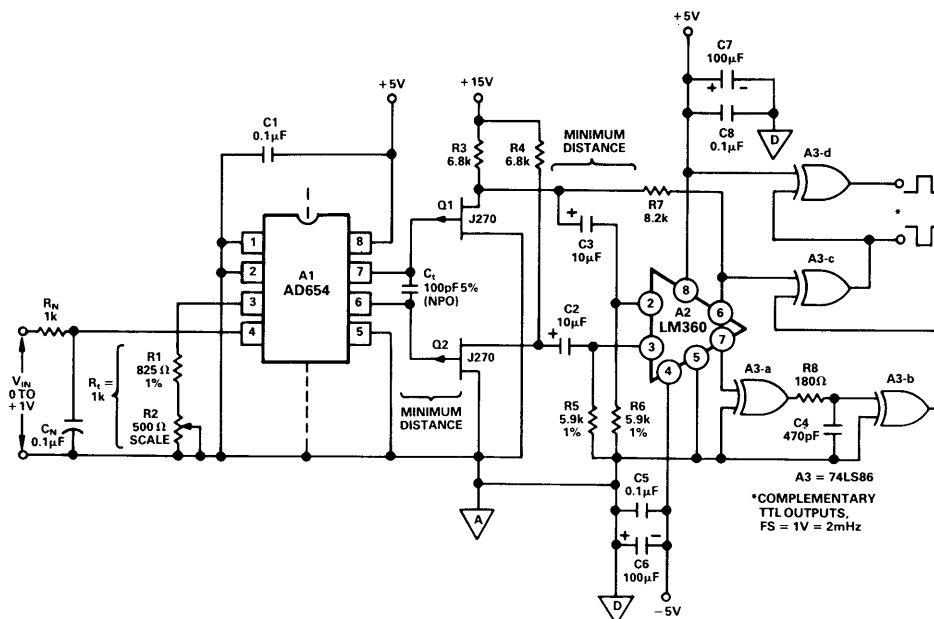 +5V
C7
100μF
+ −
C8
0.1μF
D
+5V
+15V
C1
0.1μF
R3
6.8k
R4
6.8k
MINIMUM
DISTANCE
A3-d
*
Q1
J270
R7
8.2k
+
C3
10μF
A3-c
1
2
3
4
8
7
6
5
A1
AD654
Ct
100pF 5%
(NPO)
C2
10μF
+
2
3
8
A2
LM360
6
7
5
4
RN
1k
VIN
0 TO
+1V
CN
0.1μF
Rt =
1k
R1
825Ω
1%
R2
500Ω
SCALE
Q2
J270
MINIMUM
DISTANCE
R5
5.9k
1%
R6
5.9k
1%
A3-a
R8
180Ω
C4
470pF
A3-b
A3 = 74LS86
*COMPLEMENTARY
TTL OUTPUTS,
FS = 1V = 2mHz
A
C5
0.1μF
+ −
C6
100μF
D
−5V